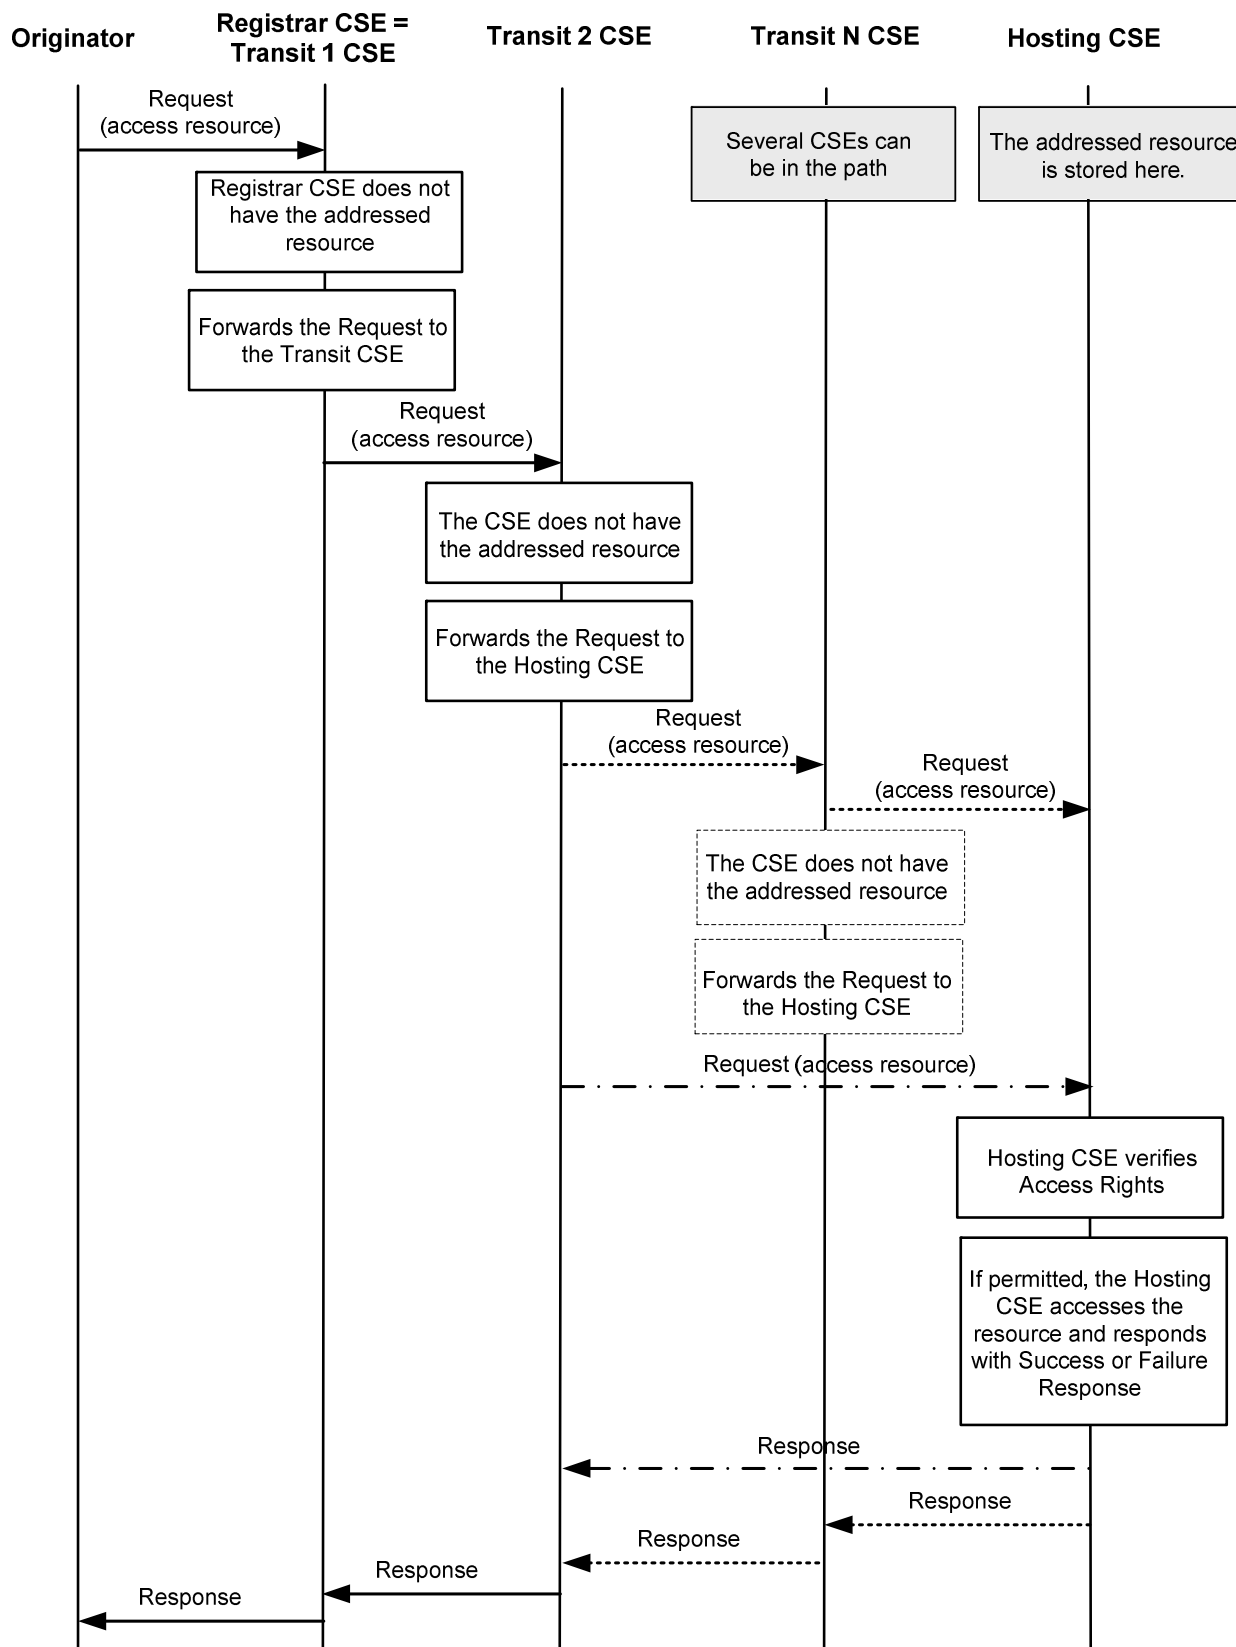 Originator
Registrar CSE =
Transit 1 CSE
Transit 2 CSE
Transit N CSE
Hosting CSE
Request
(access resource)
Several CSEs can
be in the path
The addressed resource
is stored here.
Registrar CSE does not
have the addressed
resource
Forwards the Request to
the Transit CSE
Request
(access resource)
The CSE does not have
the addressed resource
Forwards the Request to
the Hosting CSE
Request
(access resource)
Request
(access resource)
The CSE does not have
the addressed resource
Forwards the Request to
the Hosting CSE
Request (access resource)
Hosting CSE verifies
Access Rights
If permitted, the Hosting
CSE accesses the
resource and responds
with Success or Failure
Response
Response
Response
Response
Response
Response